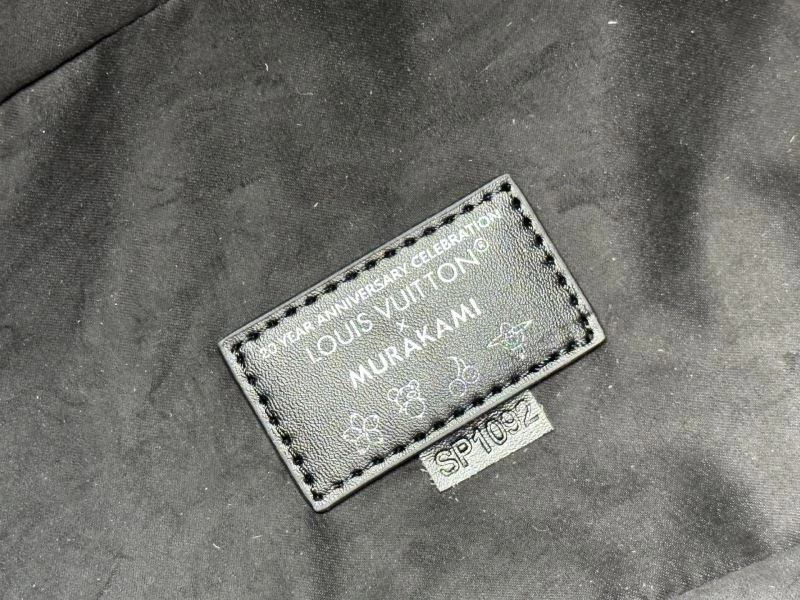 20 YEAR ANNIVERSARY CELEBRATION
LOUIS VUITTON©
×
MURAKAMI
SP1092